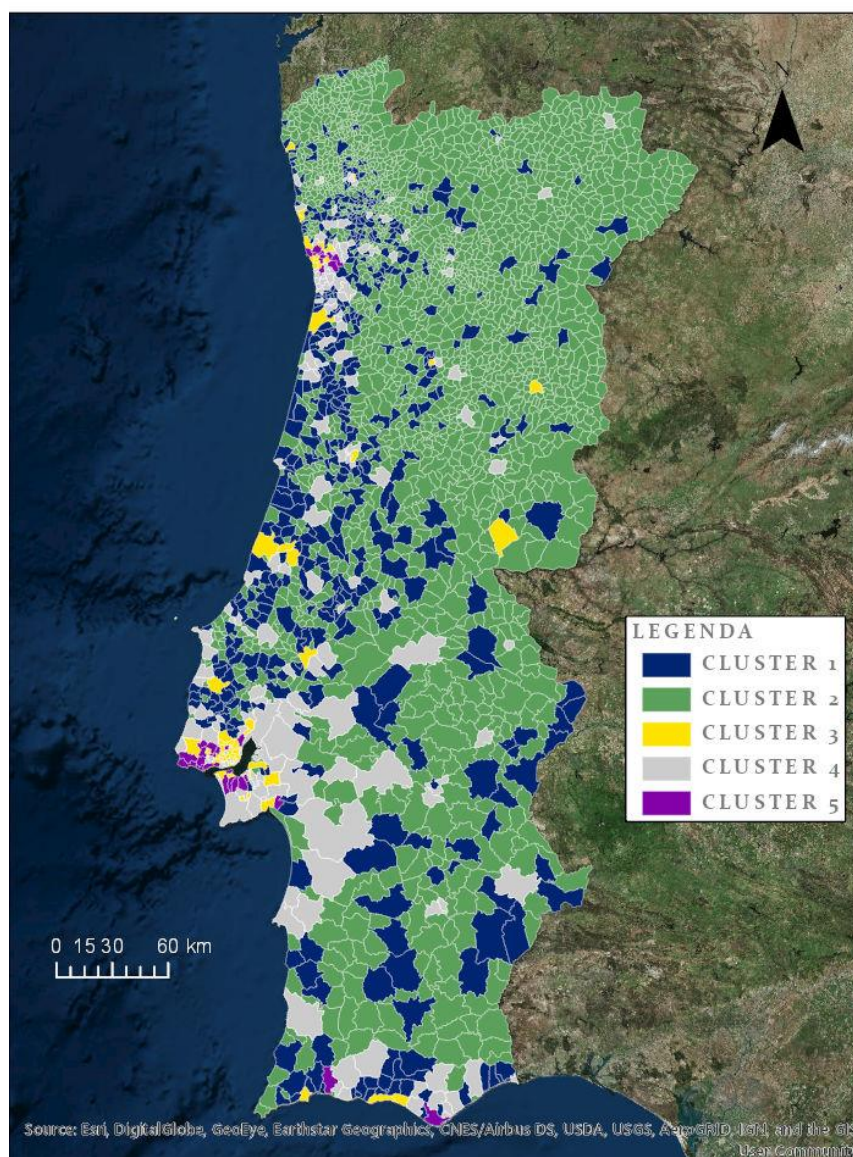 LEGENDA
CLUSTER 1
CLUSTER 2
CLUSTER 3
CLUSTER 4
CLUSTER 5
0 15 30 60 km
Source: Esri, DigitalGlobe, GeoEye, Earthstar Geographics, CNES/Airbus DS, USDA, USGS, AeroGRID, IGN, and the GIS
User Community